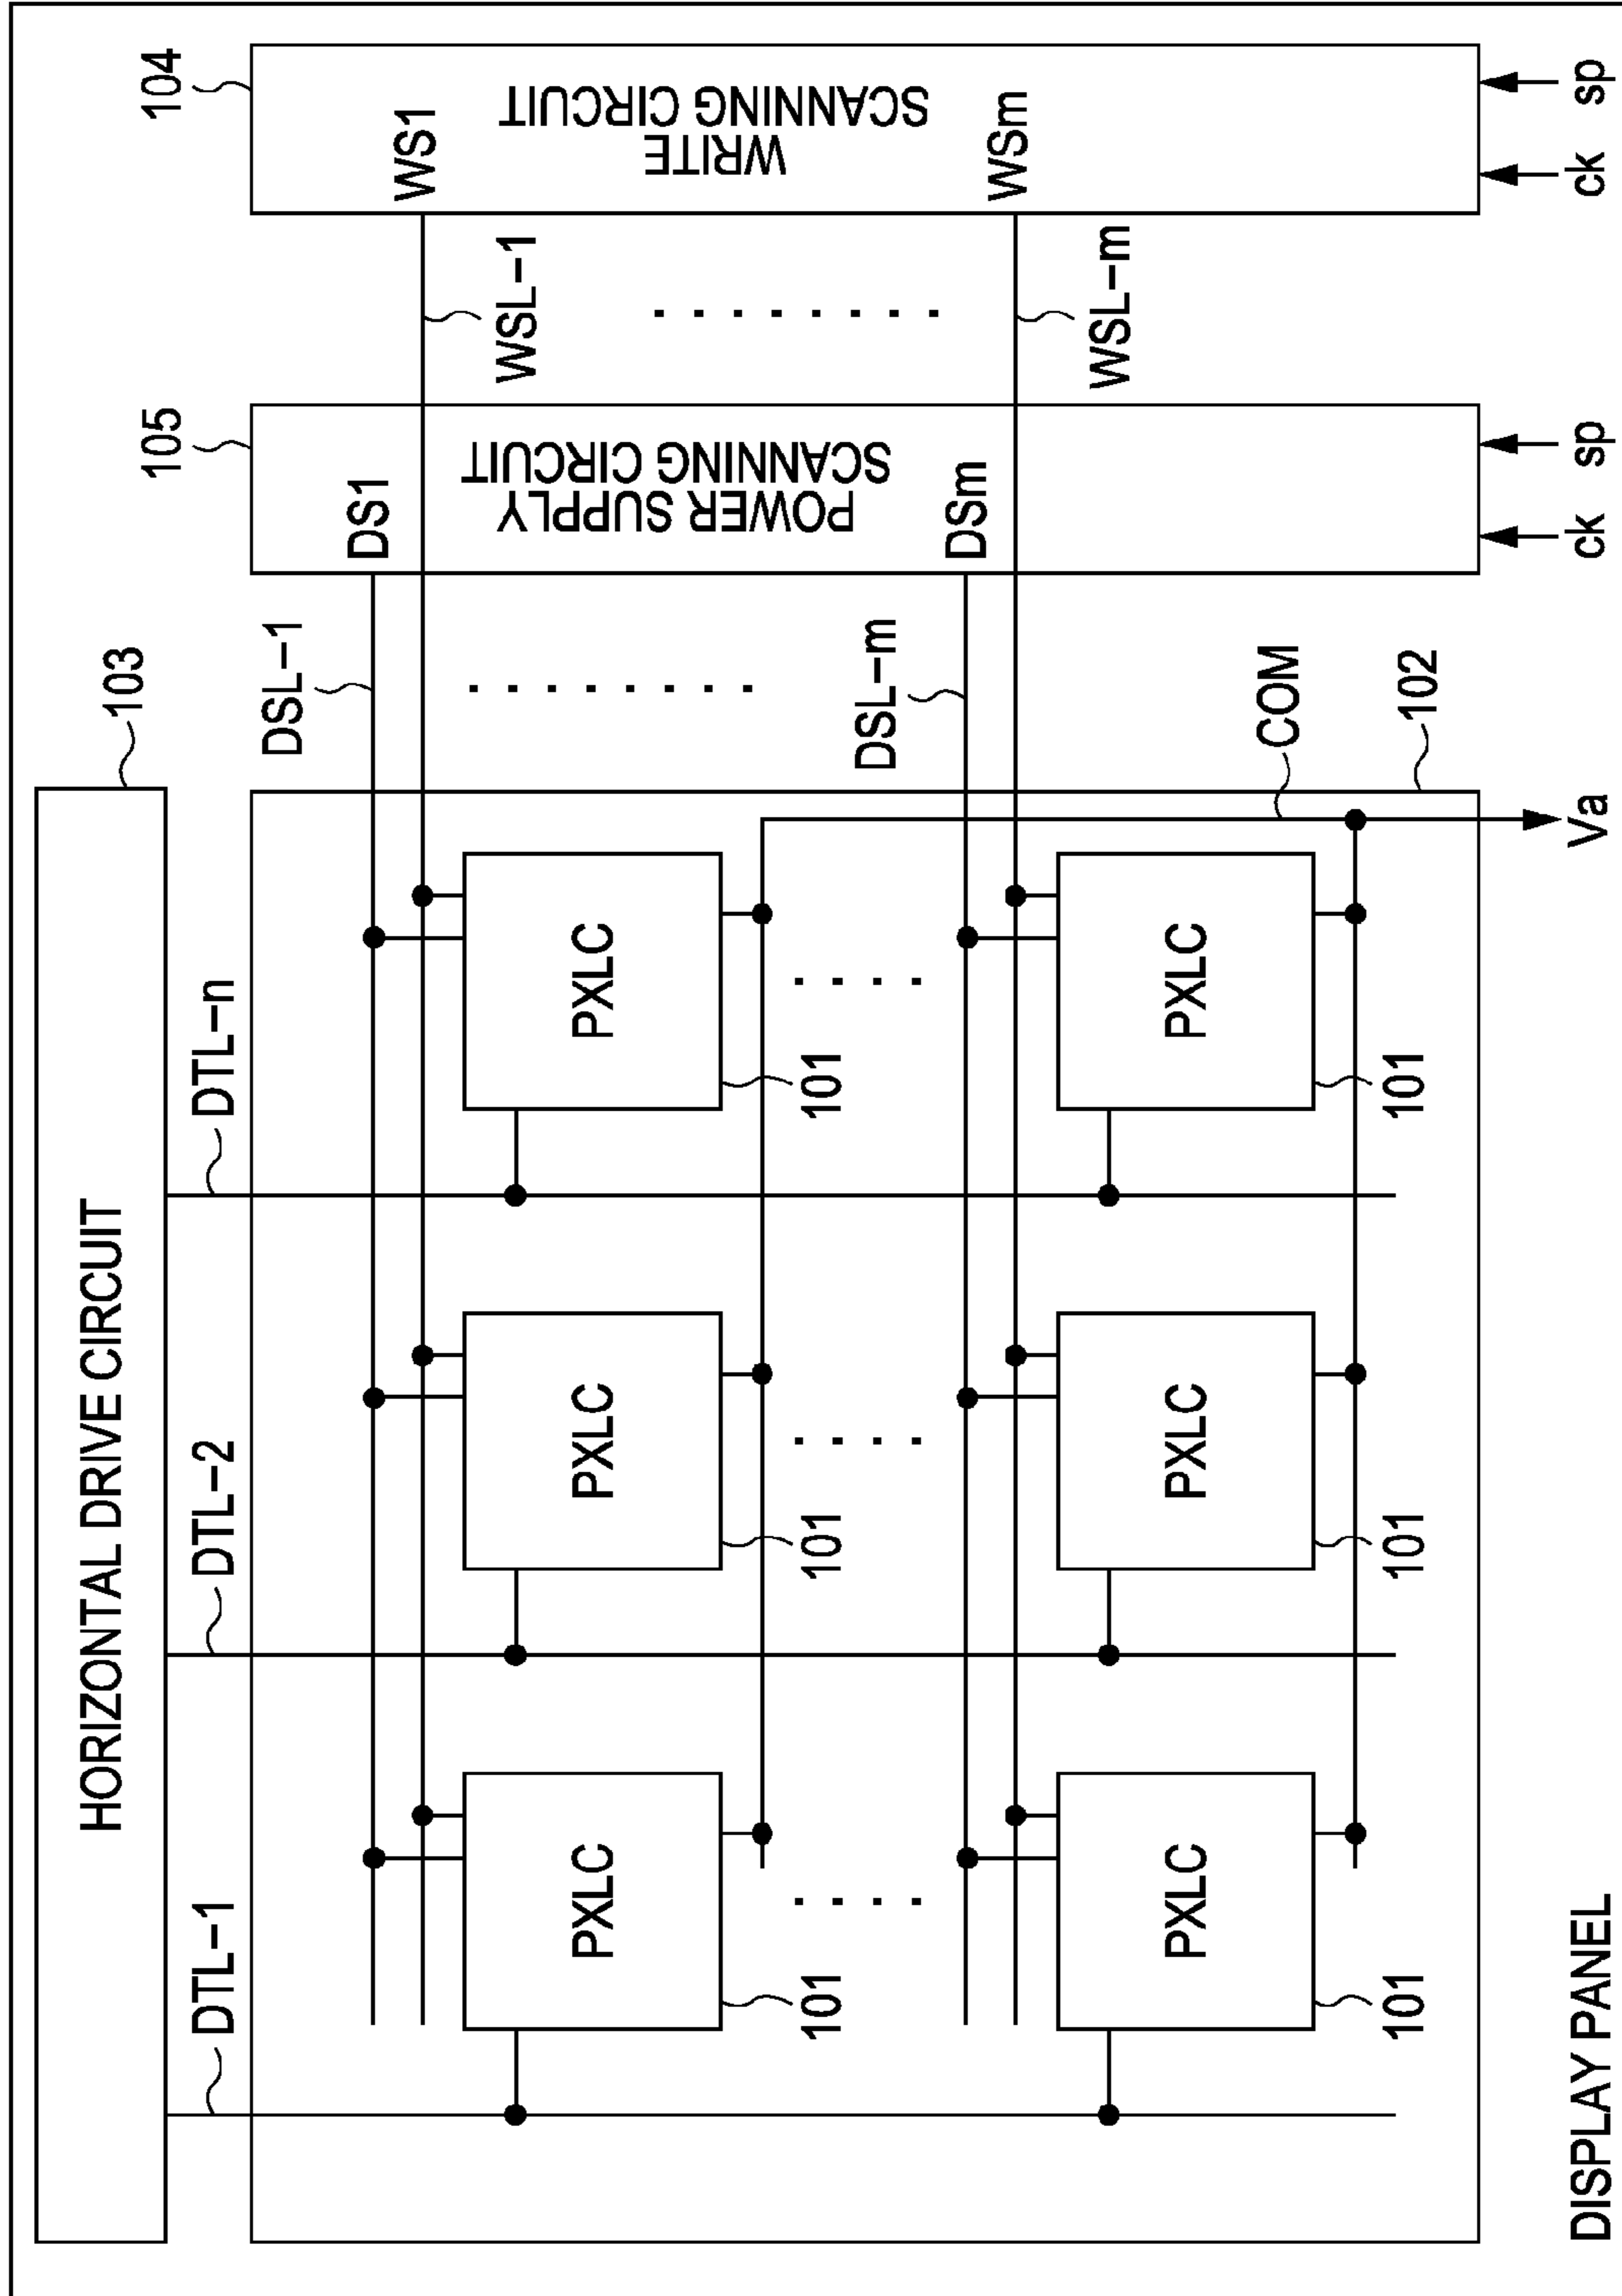 HORIZONTAL DRIVE CIRCUIT
103
DTL-1
DTL-2
DTL-n
DSL-1
105
104
DS1
WS1
WSL-1
POWER SUPPLY
SCANNING CIRCUIT
WRITE
SCANNING CIRCUIT
PXLC
PXLC
PXLC
101
101
101
DSL-m
DSm
WSm
WSL-m
PXLC
PXLC
PXLC
COM
101
101
101
102
DISPLAY PANEL
Va
ck
sp
ck
sp